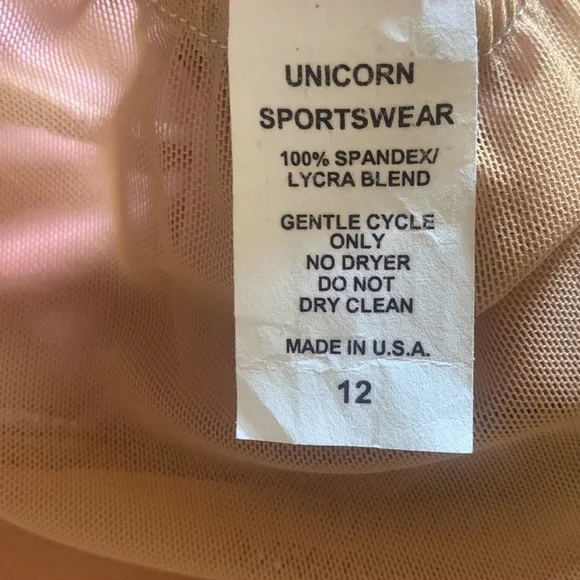 UNICORN
SPORTSWEAR
100% SPANDEX/
LYCRA BLEND
GENTLE CYCLE
ONLY
NO DRYER
DO NOT
DRY CLEAN
MADE IN U.S.A.
12